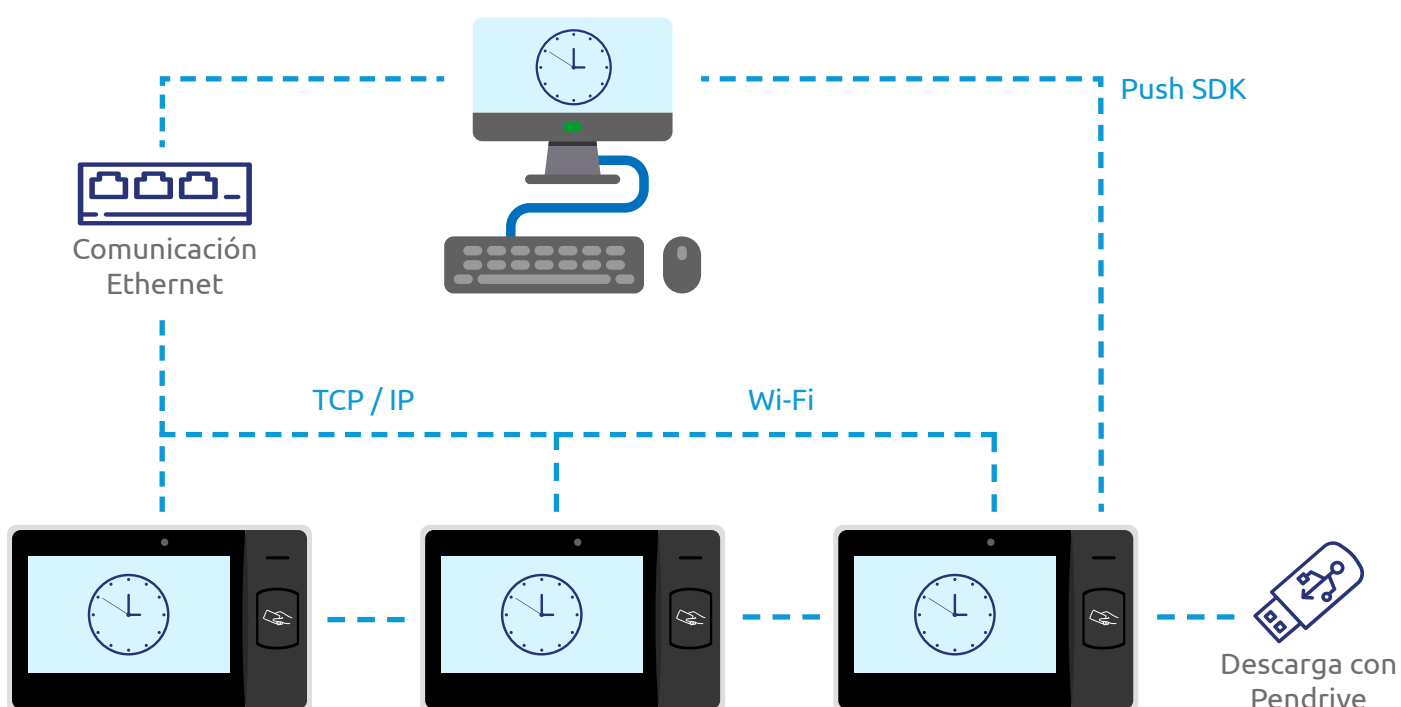 Push SDK
Comunicación
Ethernet
TCP / IP
Wi-Fi
Descarga con
Pendrive